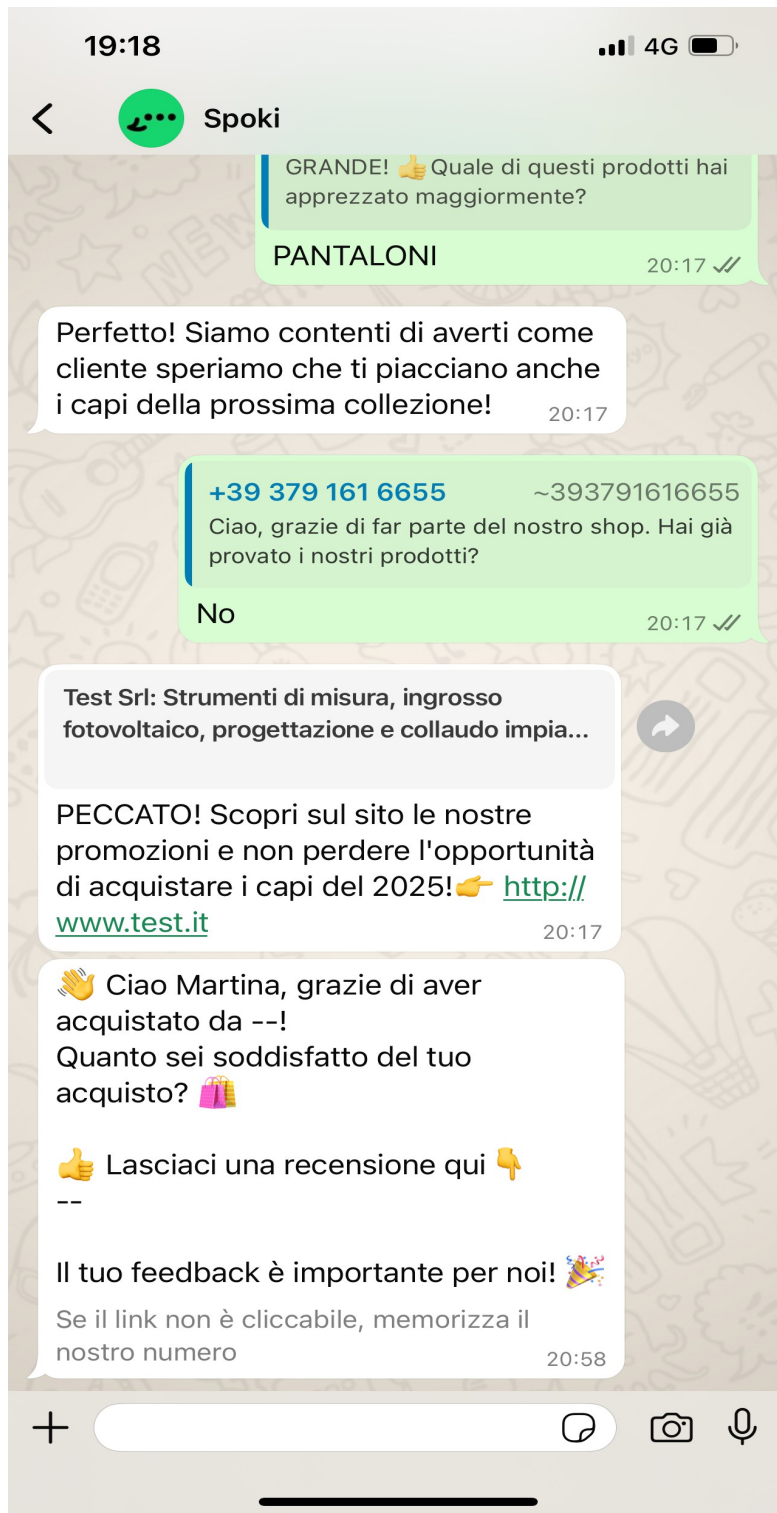 19:18
4G
Spoki
GRANDE! 👍Quale di questi prodotti hai
apprezzato maggiormente?
PANTALONI
20:17
Perfetto! Siamo contenti di averti come
cliente speriamo che ti piacciano anche
i capi della prossima collezione!
20:17
+39 379 161 6655 ~393791616655
Ciao, grazie di far parte del nostro shop. Hai già
provato i nostri prodotti?
No
20:17
Test Srl: Strumenti di misura, ingrosso
fotovoltaico, progettazione e collaudo impia...
PECCATO! Scopri sul sito le nostre
promozioni e non perdere l'opportunità
di acquistare i capi del 2025!👉 http://
www.test.it
20:17
👋 Ciao Martina, grazie di aver
acquistato da --!
Quanto sei soddisfatto del tuo
acquisto? 🛍️
👍 Lasciaci una recensione qui 👇
--
Il tuo feedback è importante per noi! 🎉
Se il link non è cliccabile, memorizza il
nostro numero
20:58